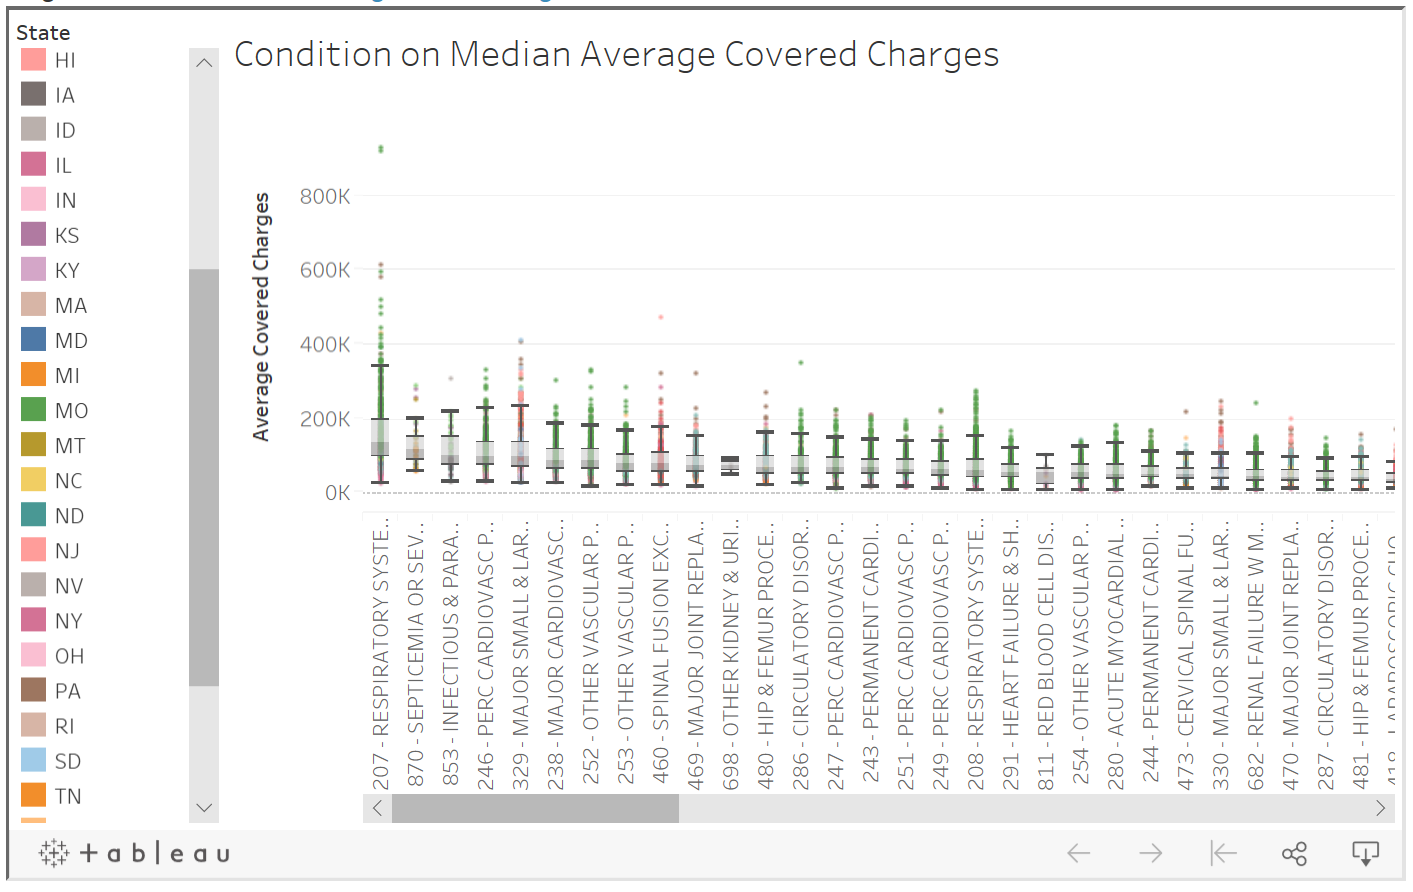 State
HI
IA
ID
IL
IN
KS
KY
MA
MD
MI
MO
MT
NC
ND
NJ
NV
NY
OH
PA
RI
SD
TN
Condition on Median Average Covered Charges
Average Covered Charges
800K
600K
400K
200K
0K
207 - RESPIRATORY SYSTE..
870 - SEPTICEMIA OR SEV..
853 - INFECTIOUS & PARA..
246 - PERC CARDIOVASC P..
329 - MAJOR SMALL & LAR..
238 - MAJOR CARDIOVASC..
252 - OTHER VASCULAR P..
253 - OTHER VASCULAR P..
460 - SPINAL FUSION EXC..
469 - MAJOR JOINT REPLA..
698 - OTHER KIDNEY & URI..
480 - HIP & FEMUR PROCE..
286 - CIRCULATORY DISOR..
247 - PERC CARDIOVASC P..
243 - PERMANENT CARDI..
251 - PERC CARDIOVASC P..
249 - PERC CARDIOVASC P..
208 - RESPIRATORY SYSTE..
291 - HEART FAILURE & SH..
811 - RED BLOOD CELL DIS..
254 - OTHER VASCULAR P..
280 - ACUTE MYOCARDIAL ..
244 - PERMANENT CARDI..
473 - CERVICAL SPINAL FU..
330 - MAJOR SMALL & LAR..
682 - RENAL FAILURE W M..
470 - MAJOR JOINT REPLA..
287 - CIRCULATORY DISOR..
481 - HIP & FEMUR PROCE..
+ableau